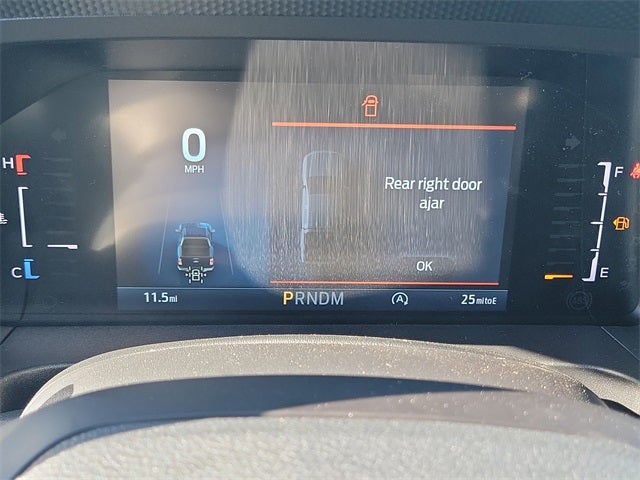 H
F
0
MPH
Rear right door
ajar
OK
C
E
11.5mi
PRNDM
A
25mitoE